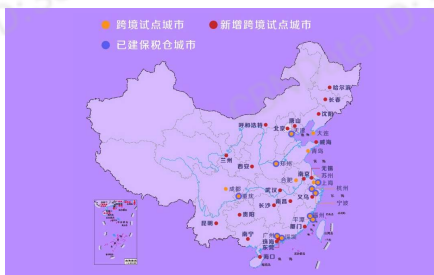 跨境试点城市
新增跨境试点城市
已建保税仓城市
哈尔滨
长春
沈阳
呼和浩特
唐山
北京
天津
大连
威海
青岛
兰州
西安
郑州
无锡
南京
苏州
合肥
上海
成都
杭州
武汉
重庆
宁波
义乌
南昌
长沙
贵阳
平潭
福州
昆明
厦门
广州
深圳
南宁
珠海
东莞
海口